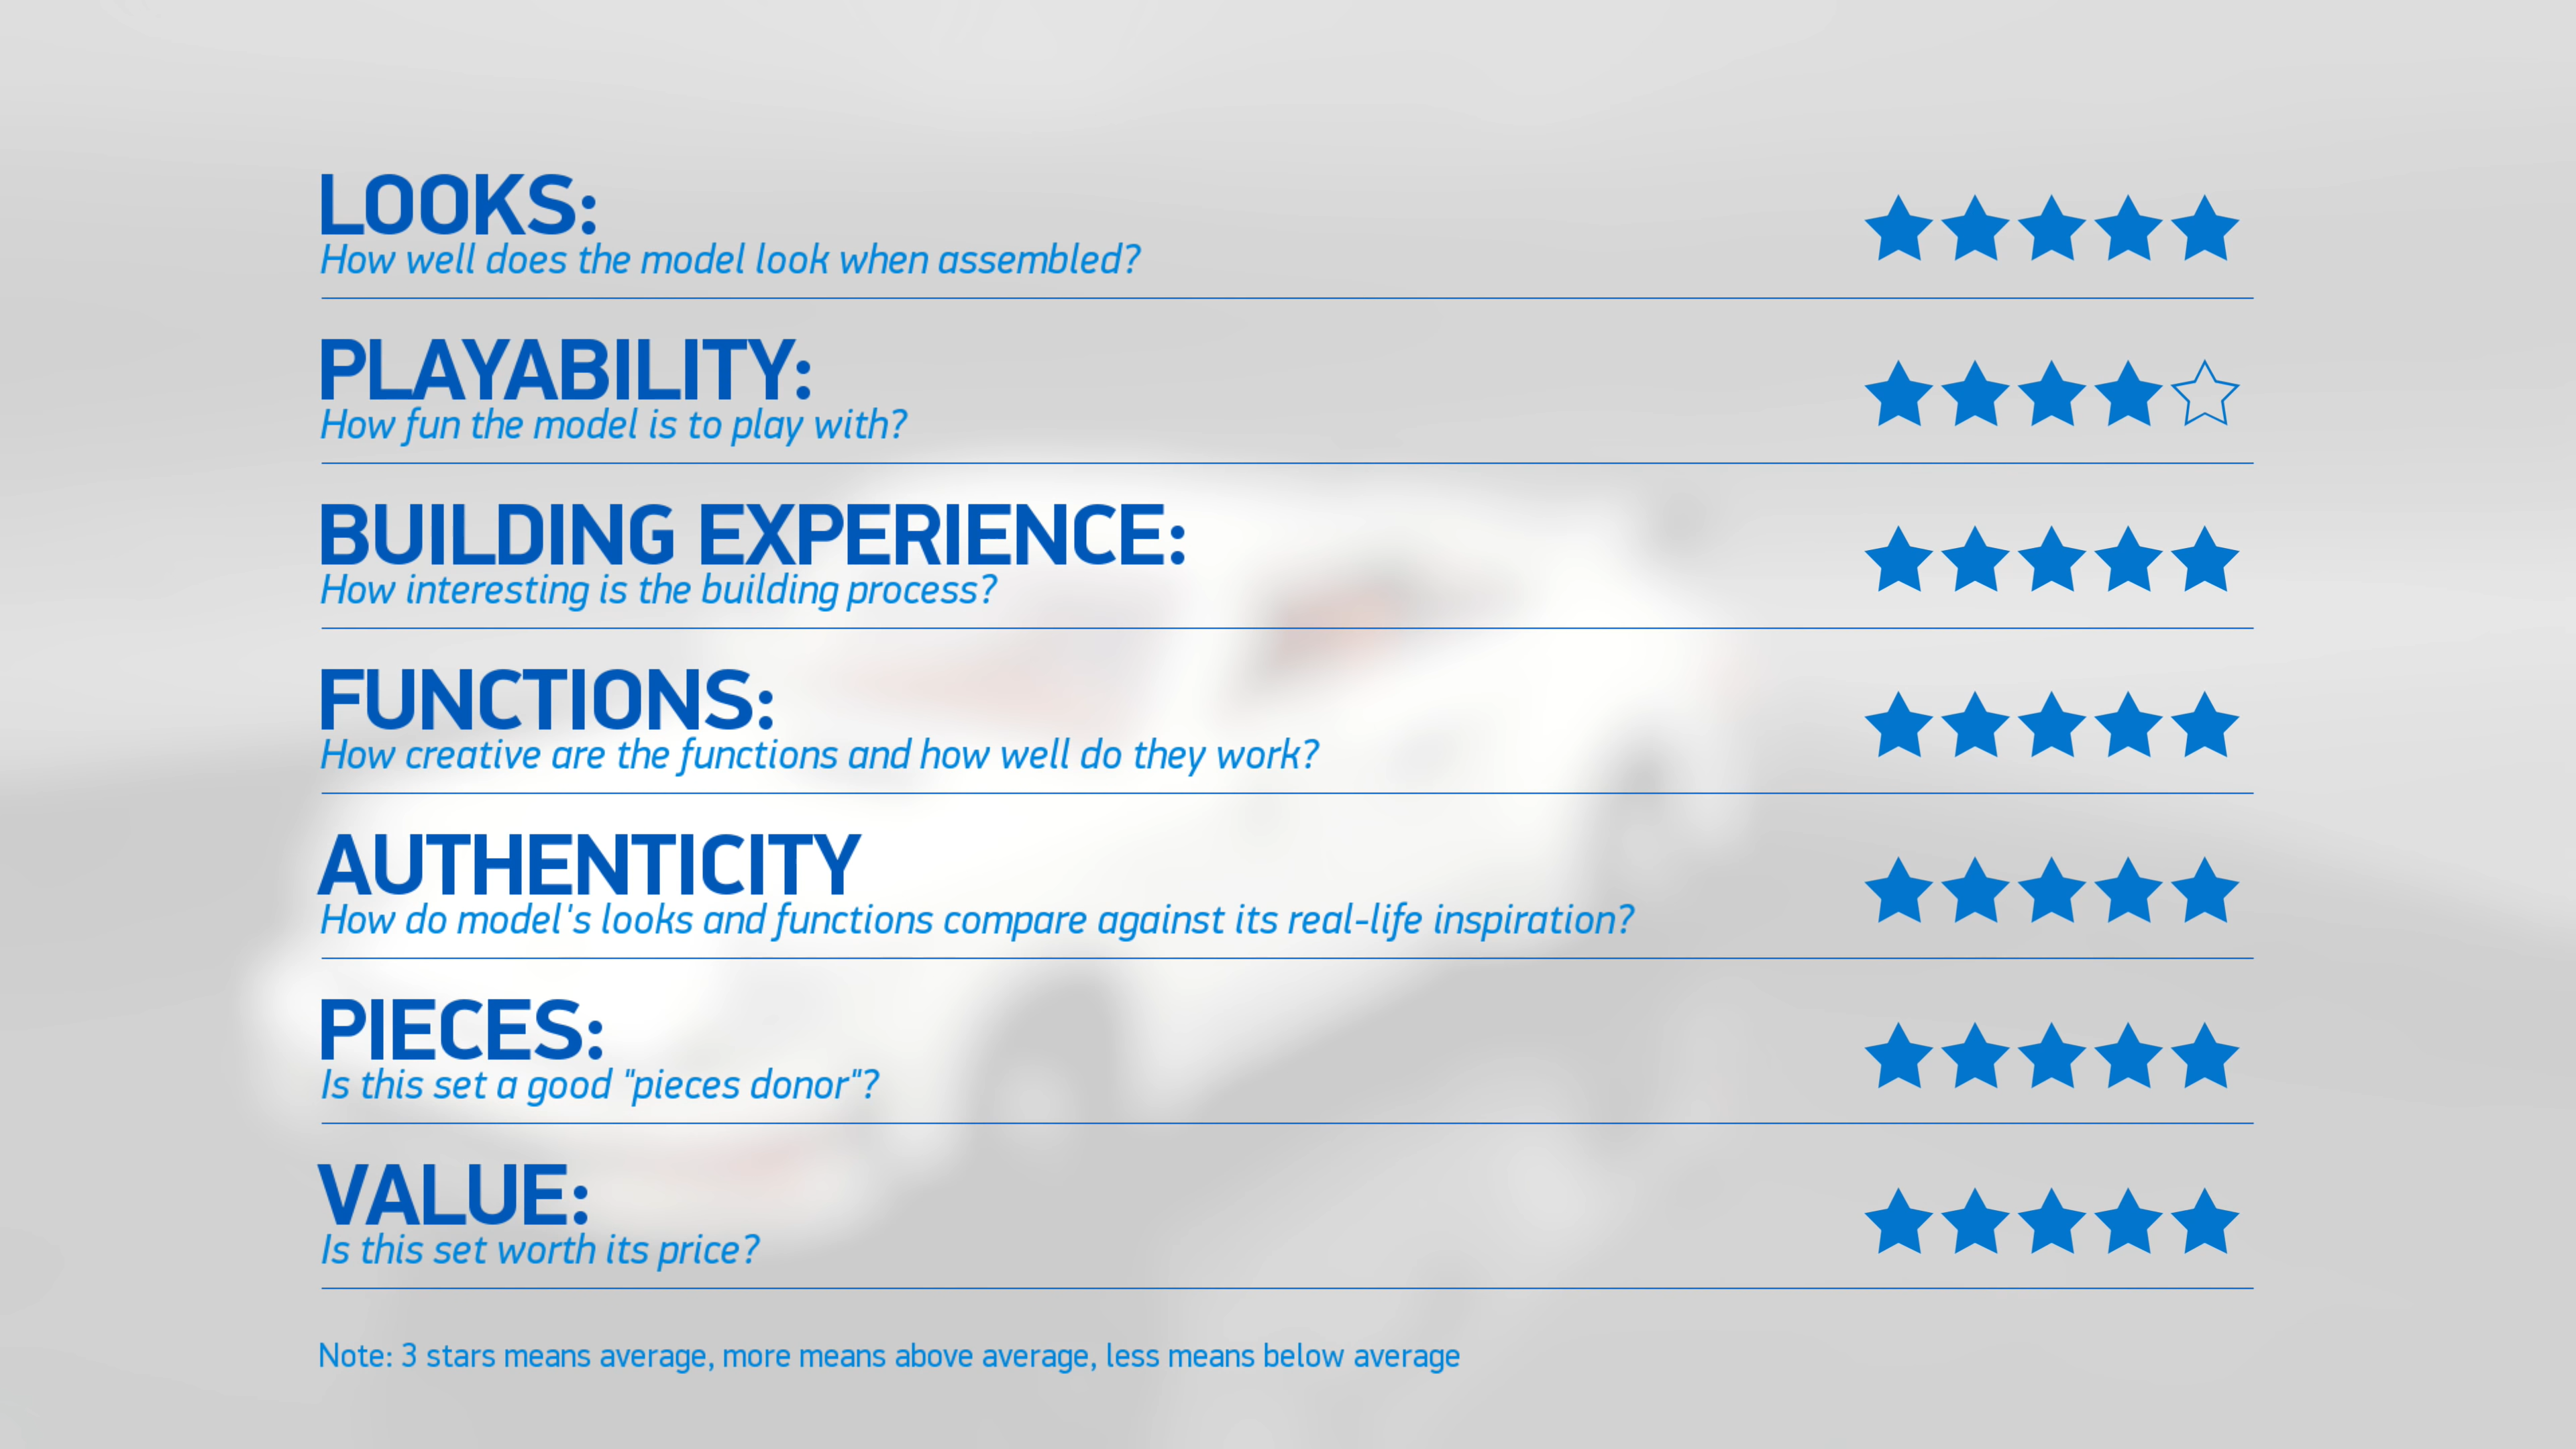 LOOKS:
How well does the model look when assembled?
PLAYABILITY:
How fun the model is to play with?
BUILDING EXPERIENCE:
How interesting is the building process?
FUNCTIONS:
How creative are the functions and how well do they work?
AUTHENTICITY
How do model's looks and functions compare against its real-life inspiration?
PIECES:
Is this set a good "pieces donor"?
VALUE:
Is this set worth its price?
Note: 3 stars means average, more means above average, less means below average